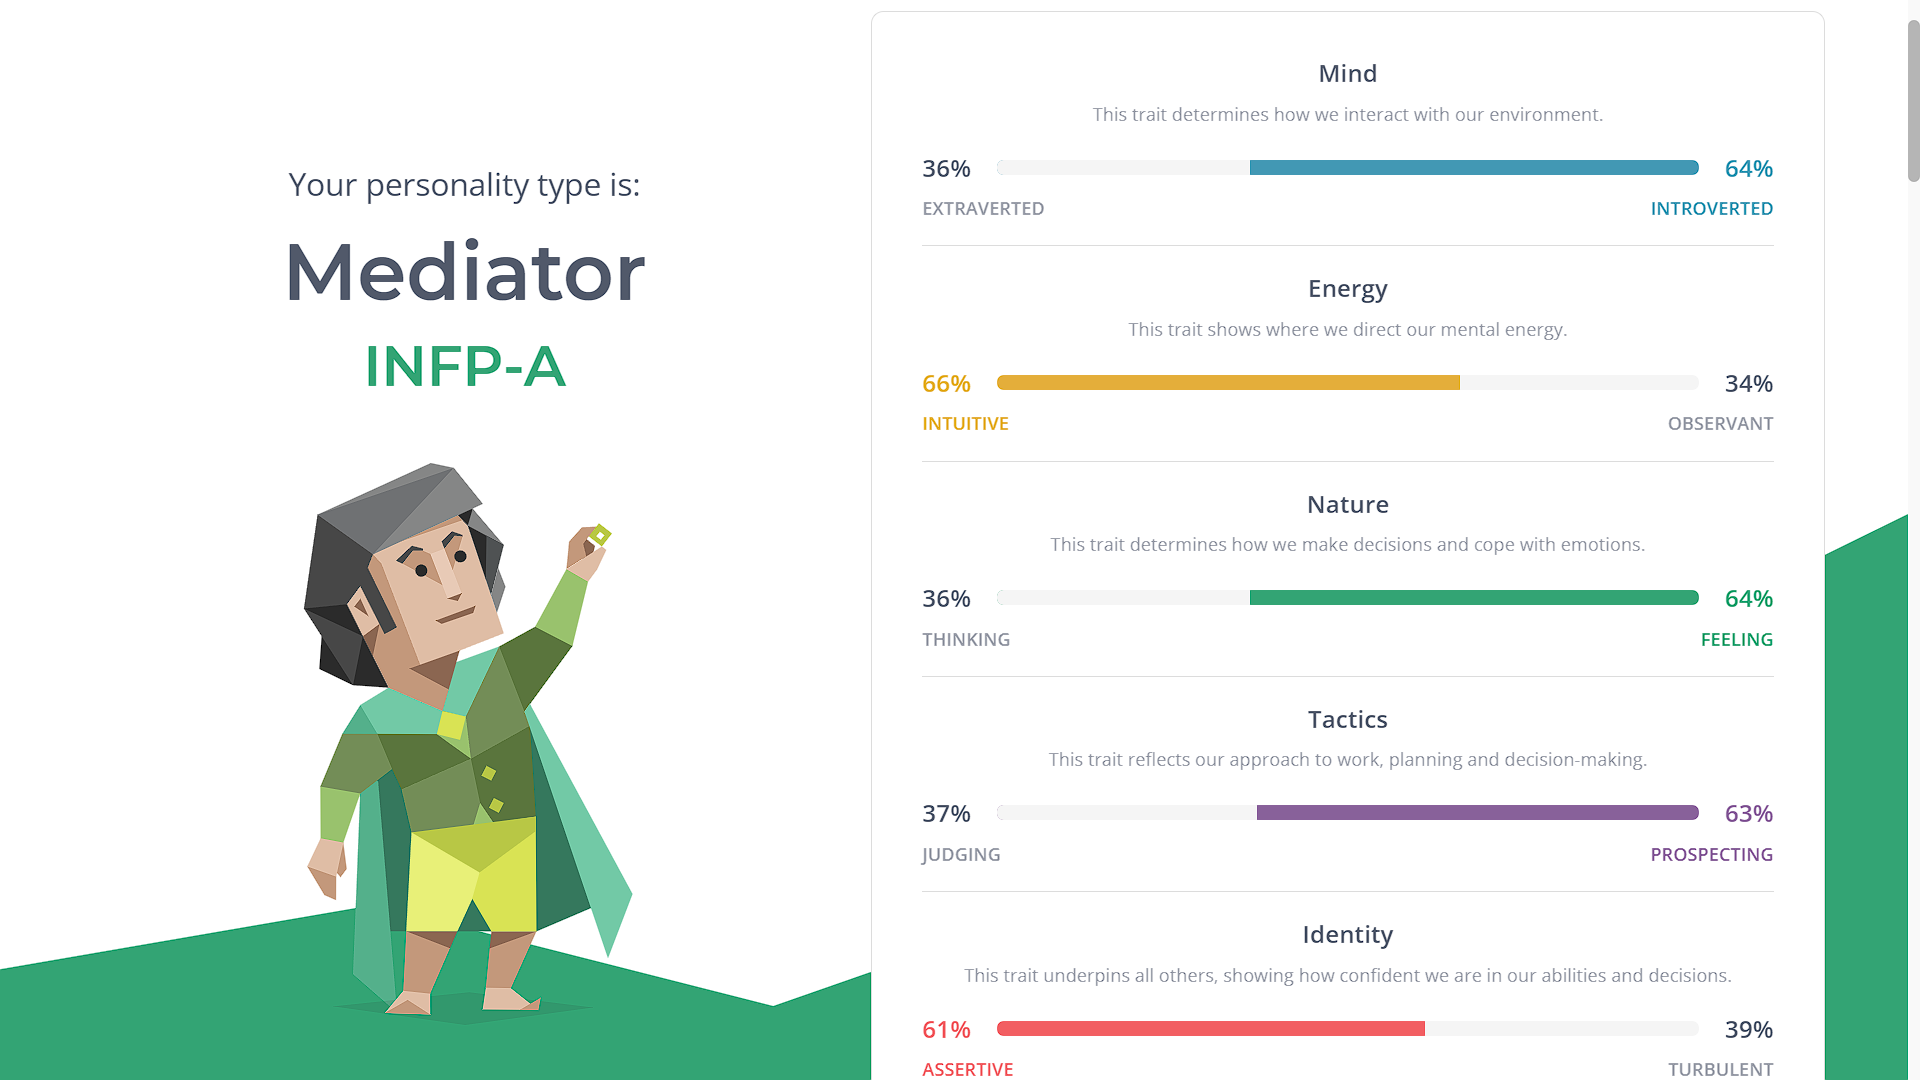 Your personality type is:
Mediator
INFP-A
Mind
This trait determines how we interact with our environment.
36% 64%
EXTRAVERTED INTROVERTED
Energy
This trait shows where we direct our mental energy.
66% 34%
INTUITIVE OBSERVANT
Nature
This trait determines how we make decisions and cope with emotions.
36% 64%
THINKING FEELING
Tactics
This trait reflects our approach to work, planning and decision-making.
37% 63%
JUDGING PROSPECTING
Identity
This trait underpins all others, showing how confident we are in our abilities and decisions.
61% 39%
ASSERTIVE TURBULENT